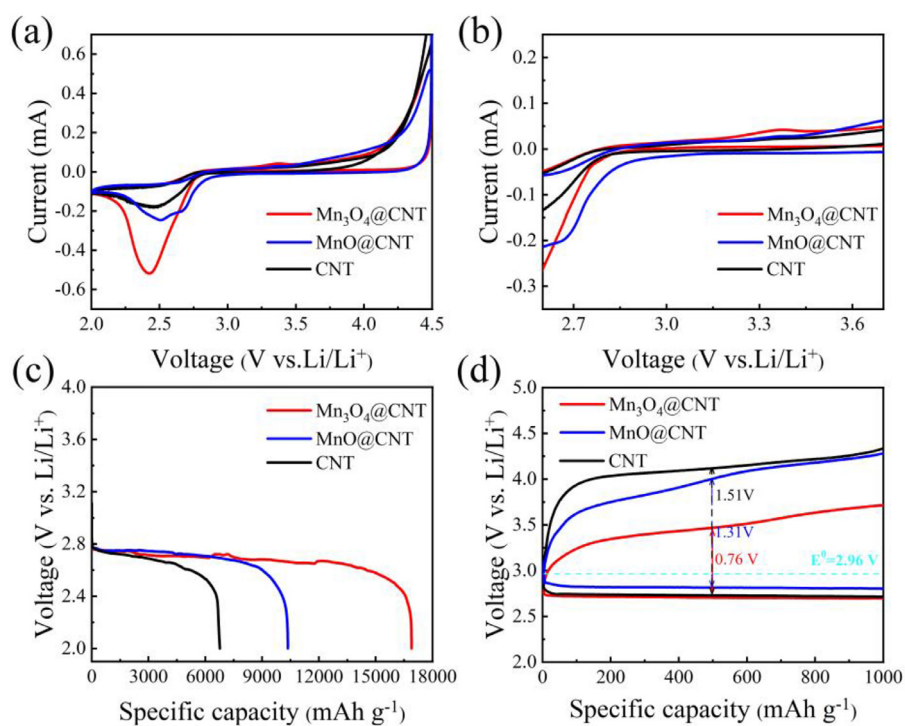 (a)
0.6
0.4
0.2
0.0
-0.2
-0.4
-0.6
Current (mA)
Mn₃O₄@CNT
MnO@CNT
CNT
2.0 2.5 3.0 3.5 4.0 4.5
Voltage (V vs.Li/Li⁺)
(b)
0.2
0.1
0.0
-0.1
-0.2
-0.3
Current (mA)
Mn₃O₄@CNT
MnO@CNT
CNT
2.7 3.0 3.3 3.6
Voltage (V vs.Li/Li⁺)
(c)
4.0
3.6
3.2
2.8
2.4
2.0
Voltage (V vs. Li/Li⁺)
Mn₃O₄@CNT
MnO@CNT
CNT
0 3000 6000 9000 12000 15000 18000
Specific capacity (mAh g⁻¹)
(d)
5.0
4.5
4.0
3.5
3.0
2.5
2.0
Voltage (V vs. Li/Li⁺)
Mn₃O₄@CNT
MnO@CNT
CNT
1.51V
1.31V
0.76 V
E⁰=2.96 V
0 200 400 600 800 1000
Specific capacity (mAh g⁻¹)